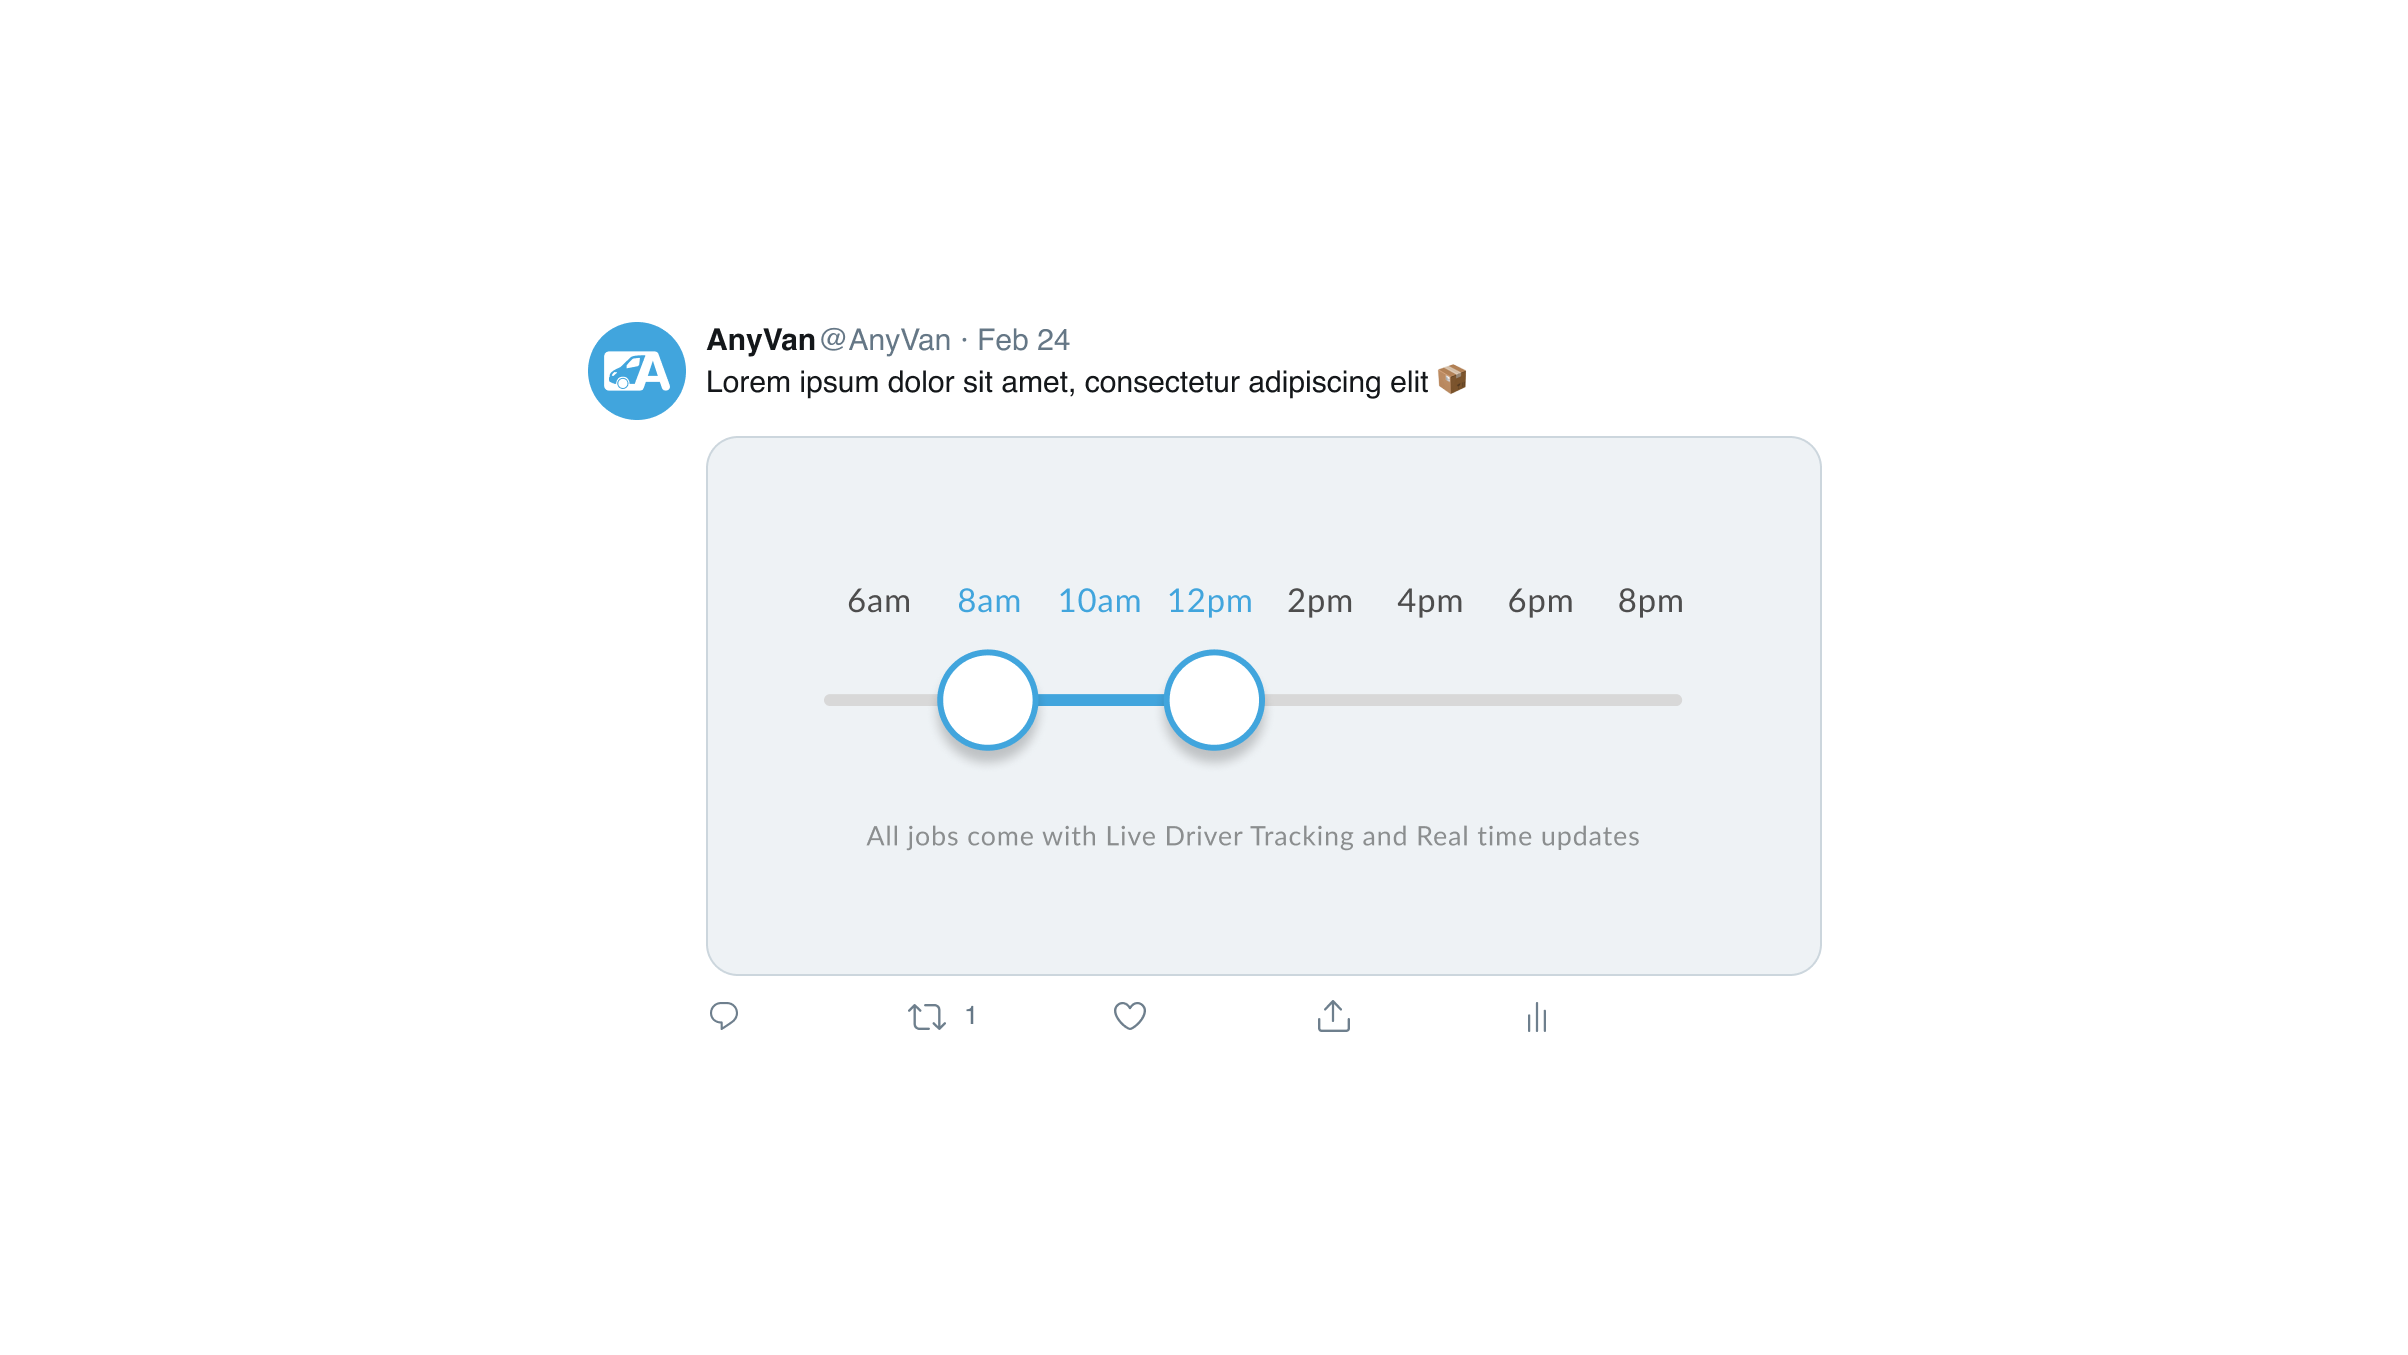 AnyVan @AnyVan · Feb 24
Lorem ipsum dolor sit amet, consectetur adipiscing elit 📦
6am 8am 10am 12pm 2pm 4pm 6pm 8pm
All jobs come with Live Driver Tracking and Real time updates
1